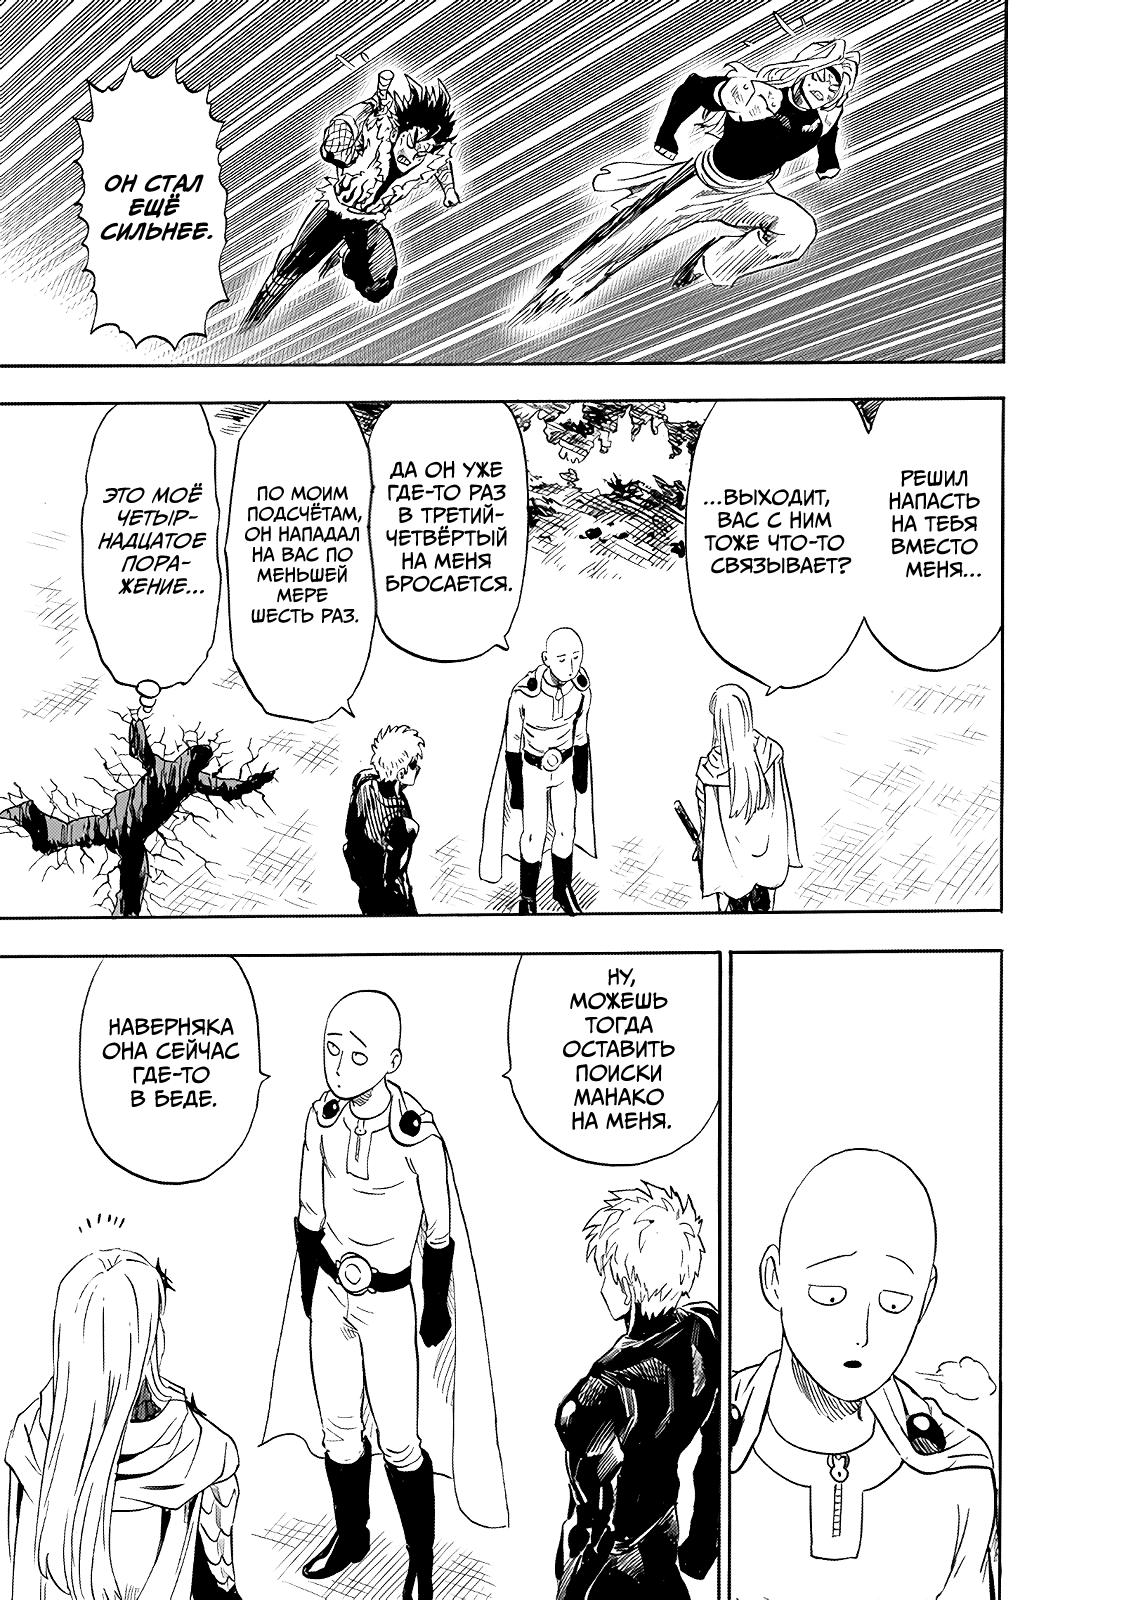 ОН СТАЛ
ЕЩЁ
СИЛЬНЕЕ.
РЕШИЛ
НАПАСТЬ
НА ТЕБЯ
ВМЕСТО
МЕНЯ...
...ВЫХОДИТ,
ВАС С НИМ
ТОЖЕ ЧТО-ТО
СВЯЗЫВАЕТ?
ДА ОН УЖЕ
ГДЕ-ТО РАЗ
В ТРЕТИЙ-
ЧЕТВЁРТЫЙ
НА МЕНЯ
БРОСАЕТСЯ.
ПО МОИМ
ПОДСЧЁТАМ,
ОН НАПАДАЛ
НА ВАС ПО
МЕНЬШЕЙ
МЕРЕ
ШЕСТЬ РАЗ.
ЭТО МОЁ
ЧЕТЫР-
НАДЦАТОЕ
ПОРА-
ЖЕНИЕ...
НУ,
МОЖЕШЬ
ТОГДА
ОСТАВИТЬ
ПОИСКИ
МАНАКО
НА МЕНЯ.
НАВЕРНЯКА
ОНА СЕЙЧАС
ГДЕ-ТО
В БЕДЕ.